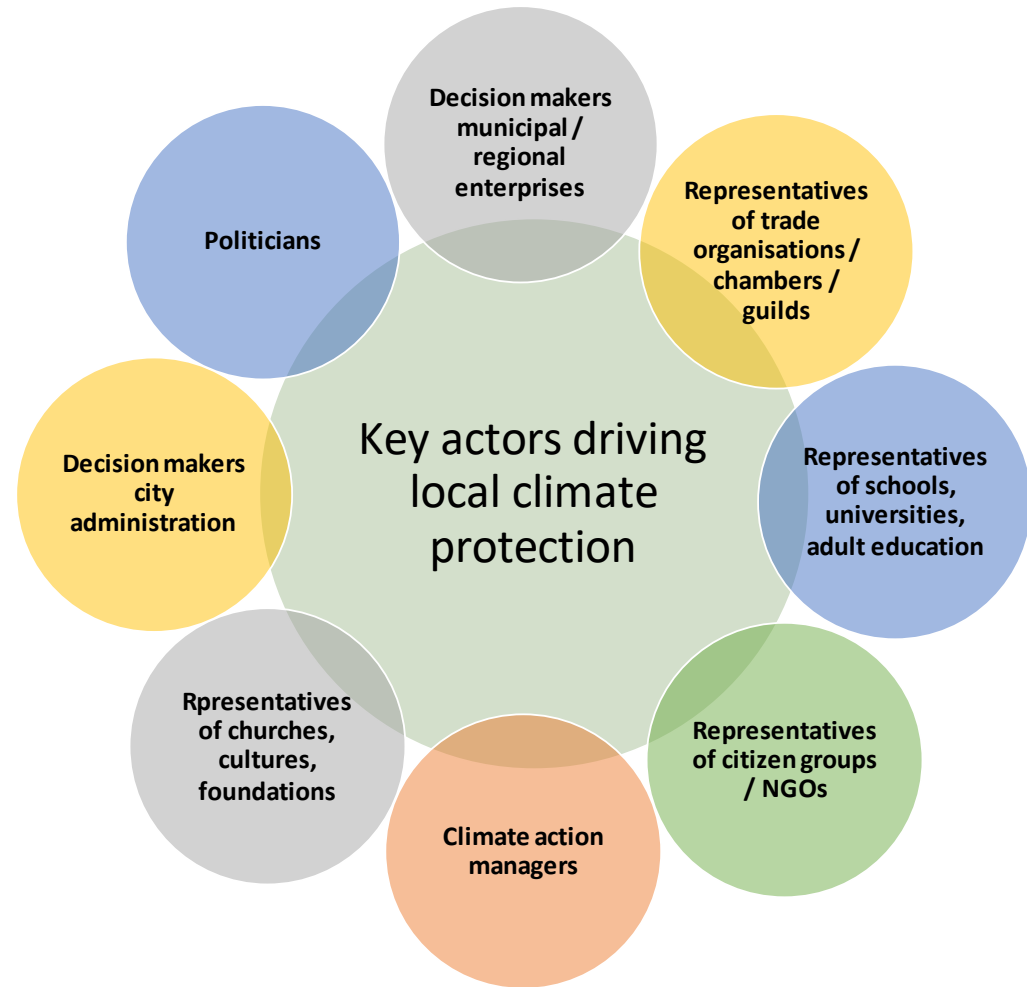 Decision makers
municipal /
regional
enterprises
Representatives
of trade
organisations /
chambers /
guilds
Politicians
Key actors driving
local climate
protection
Decision makers
city
administration
Representatives
of schools,
universities,
adult education
Rpresentatives
of churches,
cultures,
foundations
Representatives
of citizen groups
/ NGOs
Climate action
managers